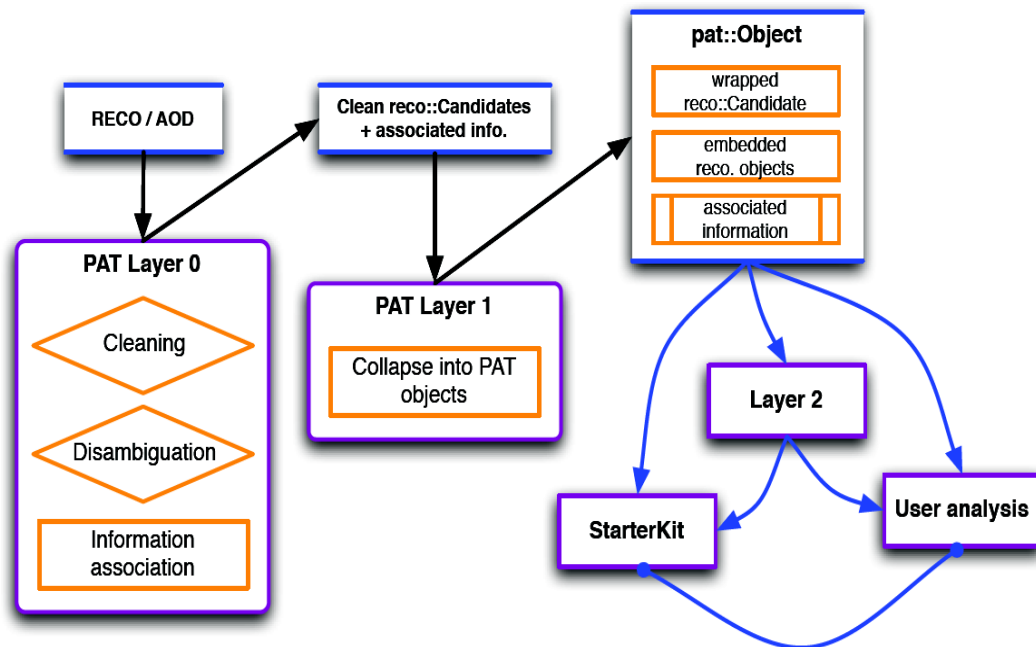 RECO / AOD
Clean reco::Candidates
+ associated info.
pat::Object
wrapped
reco::Candidate
embedded
reco. objects
associated
information
PAT Layer 0
Cleaning
Disambiguation
Information
association
PAT Layer 1
Collapse into PAT
objects
Layer 2
StarterKit
User analysis